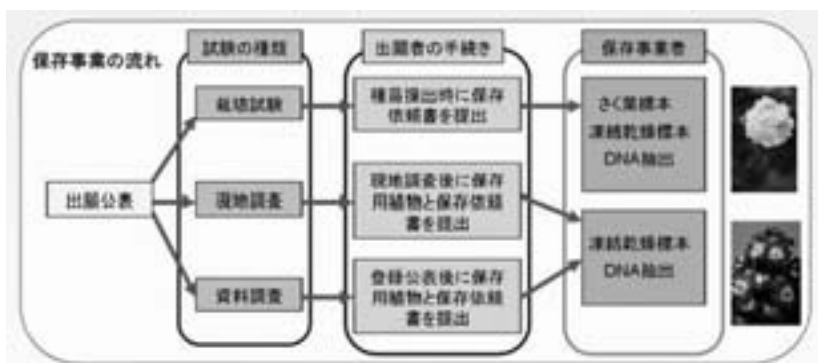 保存事業の流れ
試験の種類
出願者の手続き
保存事業者
栽培試験
種苗提出時に保存
依頼書を提出
さく葉標本
凍結乾燥標本
DNA抽出
出願公表
現地調査
現地調査後に保存
用植物と保存依頼
書を提出
凍結乾燥標本
DNA抽出
資料調査
登録公表後に保存
用植物と保存依頼
書を提出